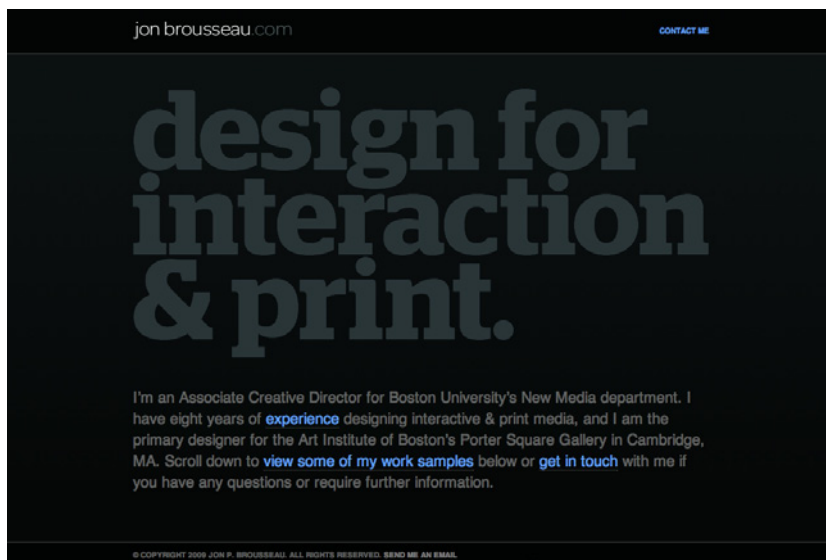 jon brousseau.com
CONTACT ME
design for
interaction
& print.
I'm an Associate Creative Director for Boston University's New Media department. I
have eight years of experience designing interactive & print media, and I am the
primary designer for the Art Institute of Boston's Porter Square Gallery in Cambridge,
MA. Scroll down to view some of my work samples below or get in touch with me if
you have any questions or require further information.
© COPYRIGHT 2009 JON P. BROUSSEAU. ALL RIGHTS RESERVED. SEND ME AN EMAIL